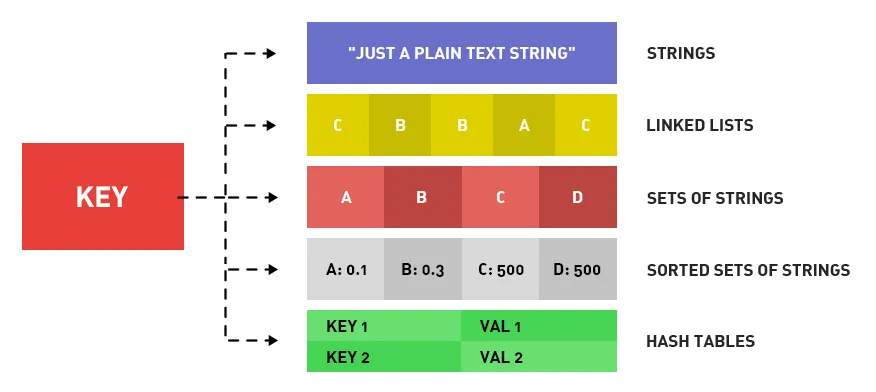 "JUST A PLAIN TEXT STRING" STRINGS
C B B A C LINKED LISTS
KEY
A B C D SETS OF STRINGS
A: 0.1 B: 0.3 C: 500 D: 500 SORTED SETS OF STRINGS
KEY 1 VAL 1
HASH TABLES
KEY 2 VAL 2